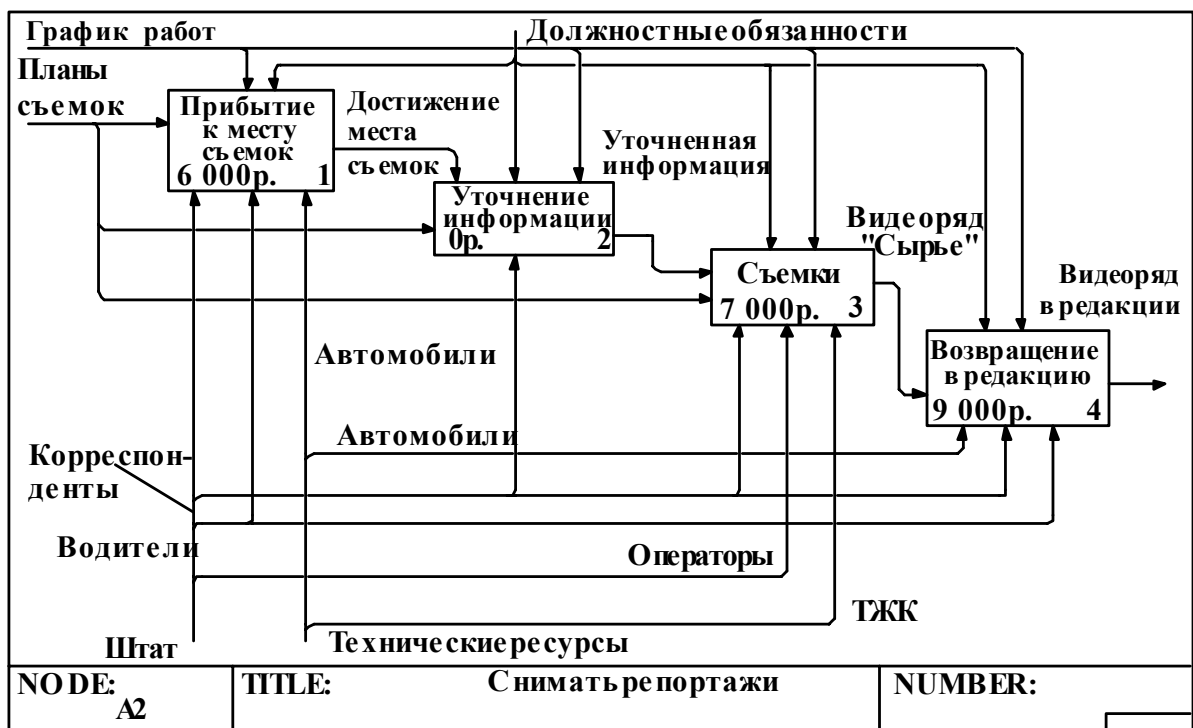 График работ
Должностные обязанности
Планы
съемок
Прибытие
к месту
съемок
6 000р. 1
Достижение
места
съемок
Уточненная
информация
Уточнение
информации
0р. 2
Видеоряд
"Сырье"
Съемки
7 000р. 3
Видеоряд
в редакции
Возвращение
в редакцию
9 000р. 4
Автомобили
Автомобили
Корреспон-
денты
Водители
Операторы
ТЖК
Штат
Технические ресурсы
NODE:
A2
TITLE:
Снимать репортажи
NUMBER: